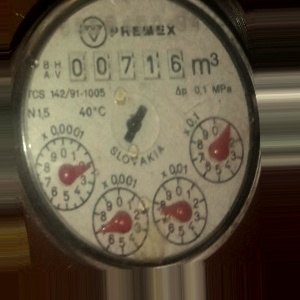 PREMEX
B H
A V
00716 m³
TCS 142/91-1005 Δp 0,1 MPa
N 1,5 40°C
SLOVAKIA
x 0,0001
x 0,001
x 0,01
x 0,1